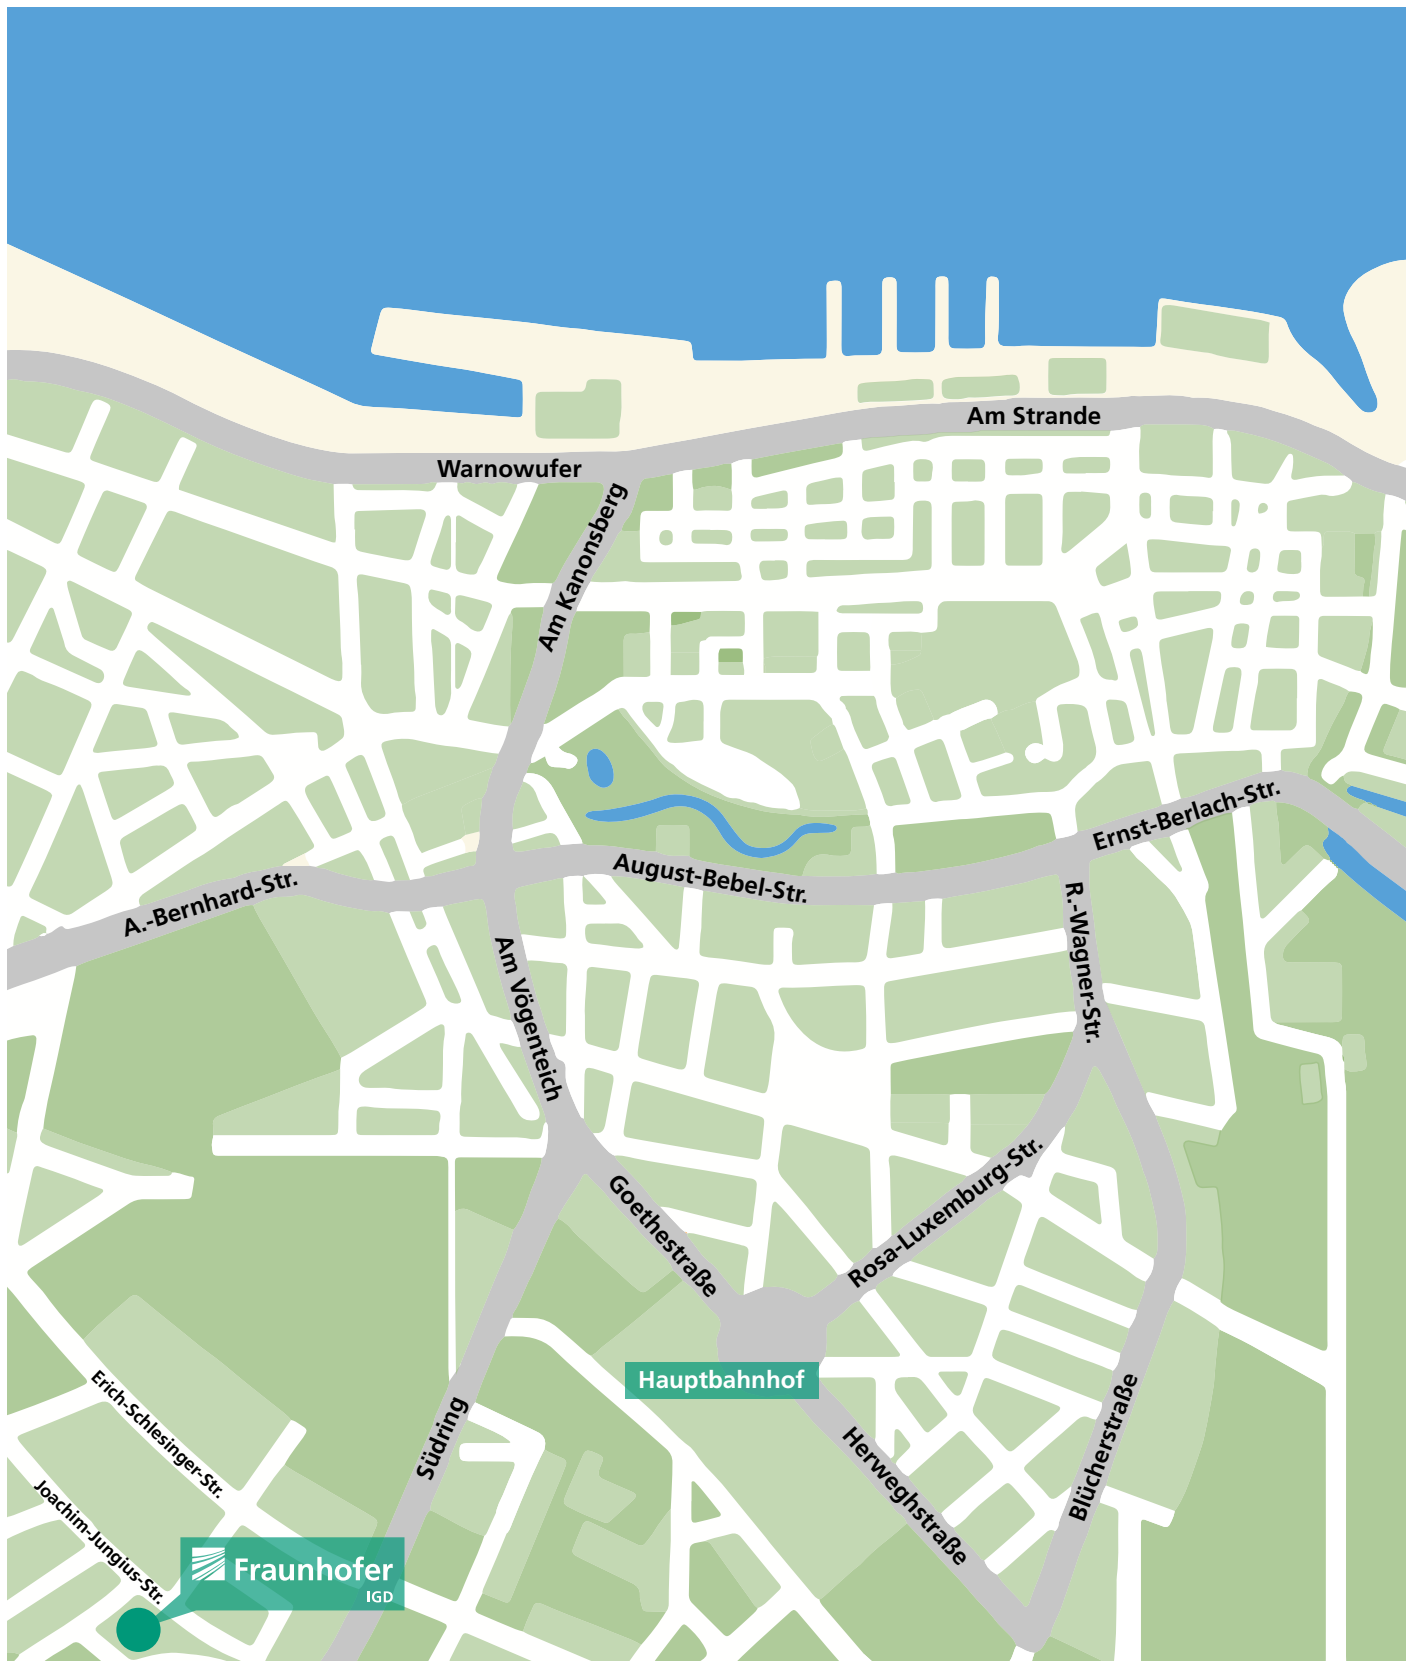 Am Strande
Warnowufer
Am Kanonsberg
Ernst-Berlach-Str.
August-Bebel-Str.
A.-Bernhard-Str.
R.-Wagner-Str.
Am Vögenteich
Rosa-Luxemburg-Str.
Goethestraße
Hauptbahnhof
Erich-Schlesinger-Str.
Südring
Blücherstraße
Herweghstraße
Joachim-Jungius-Str.
Fraunhofer
IGD